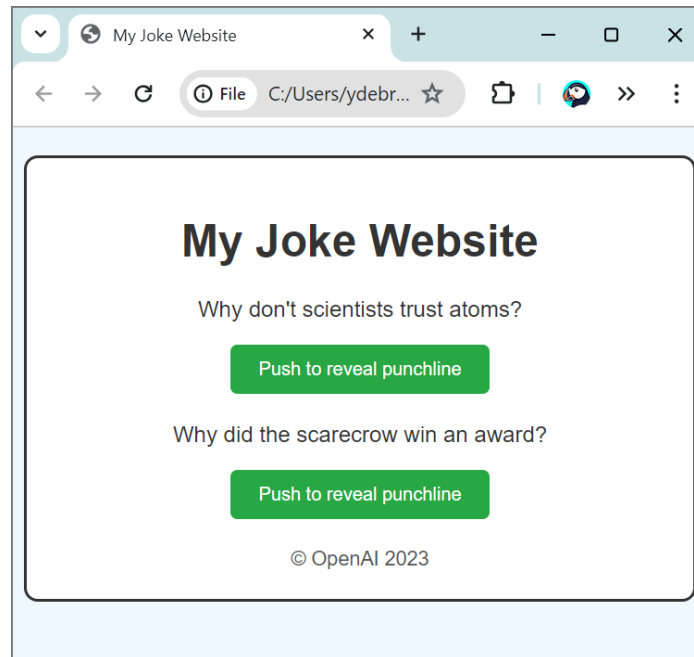 My Joke Website
File C:/Users/ydebr...
My Joke Website
Why don't scientists trust atoms?
Push to reveal punchline
Why did the scarecrow win an award?
Push to reveal punchline
© OpenAI 2023